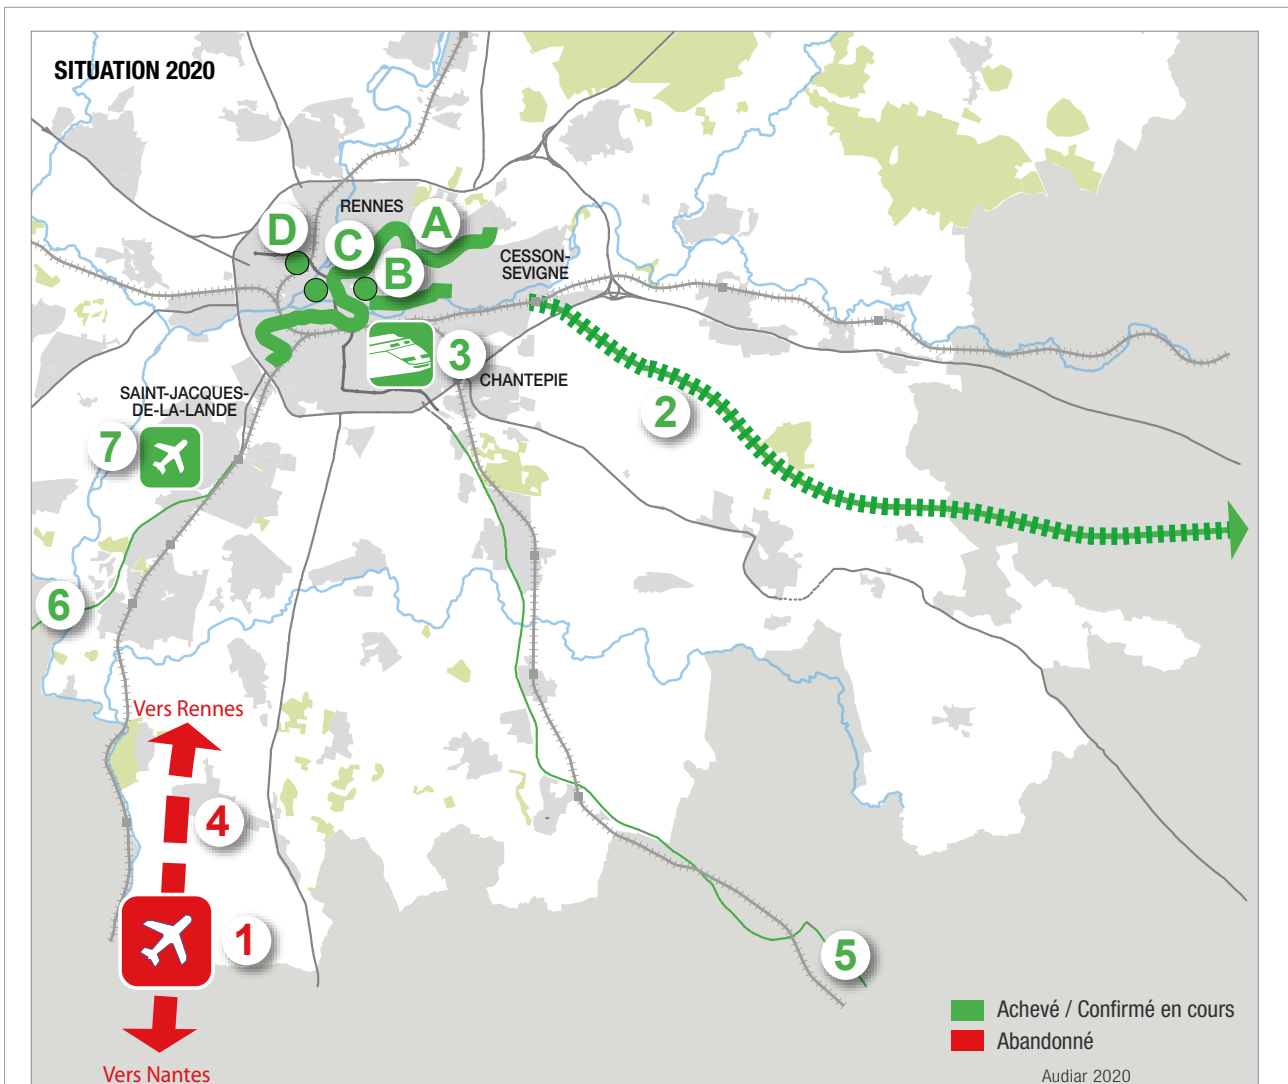 SITUATION 2020
RENNES
D
A
C
B
CESSON-
SEVIGNE
3
CHANTEPIE
SAINT-JACQUES-
DE-LA-LANDE
2
7
6
Vers Rennes
4
1
5
Achevé / Confirmé en cours
Abandonné
Vers Nantes
Audiar 2020